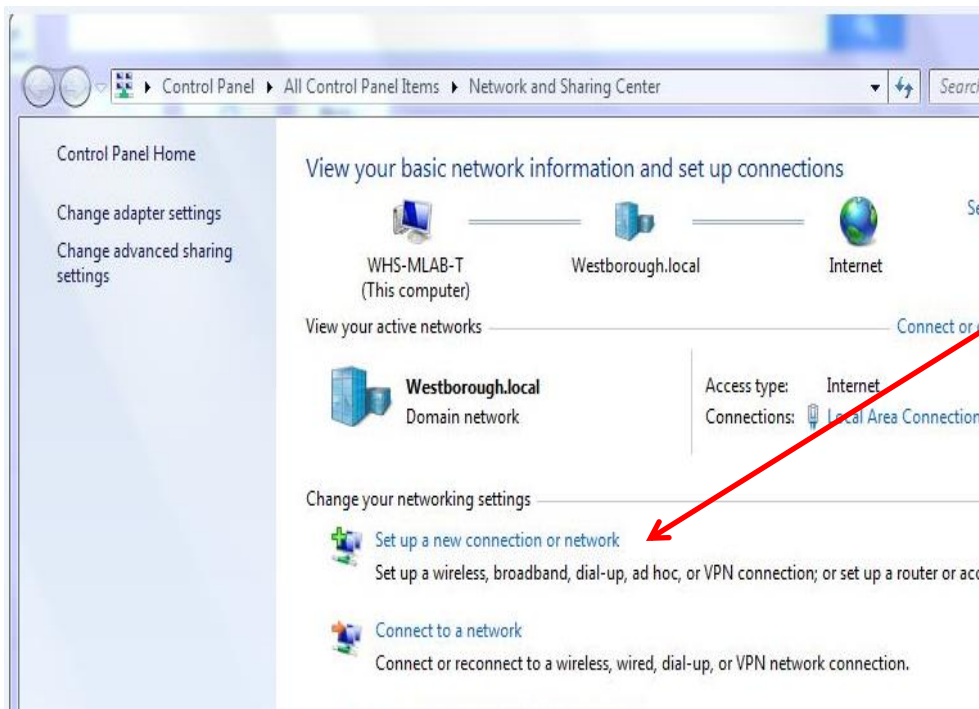 Control Panel ▸ All Control Panel Items ▸ Network and Sharing Center
Control Panel Home
Change adapter settings
Change advanced sharing
settings
View your basic network information and set up connections
WHS-MLAB-T
(This computer)
Westborough.local
Internet
View your active networks
Connect or
Westborough.local
Domain network
Access type: Internet
Connections: Local Area Connection
Change your networking settings
Set up a new connection or network
Set up a wireless, broadband, dial-up, ad hoc, or VPN connection; or set up a router or acc
Connect to a network
Connect or reconnect to a wireless, wired, dial-up, or VPN network connection.